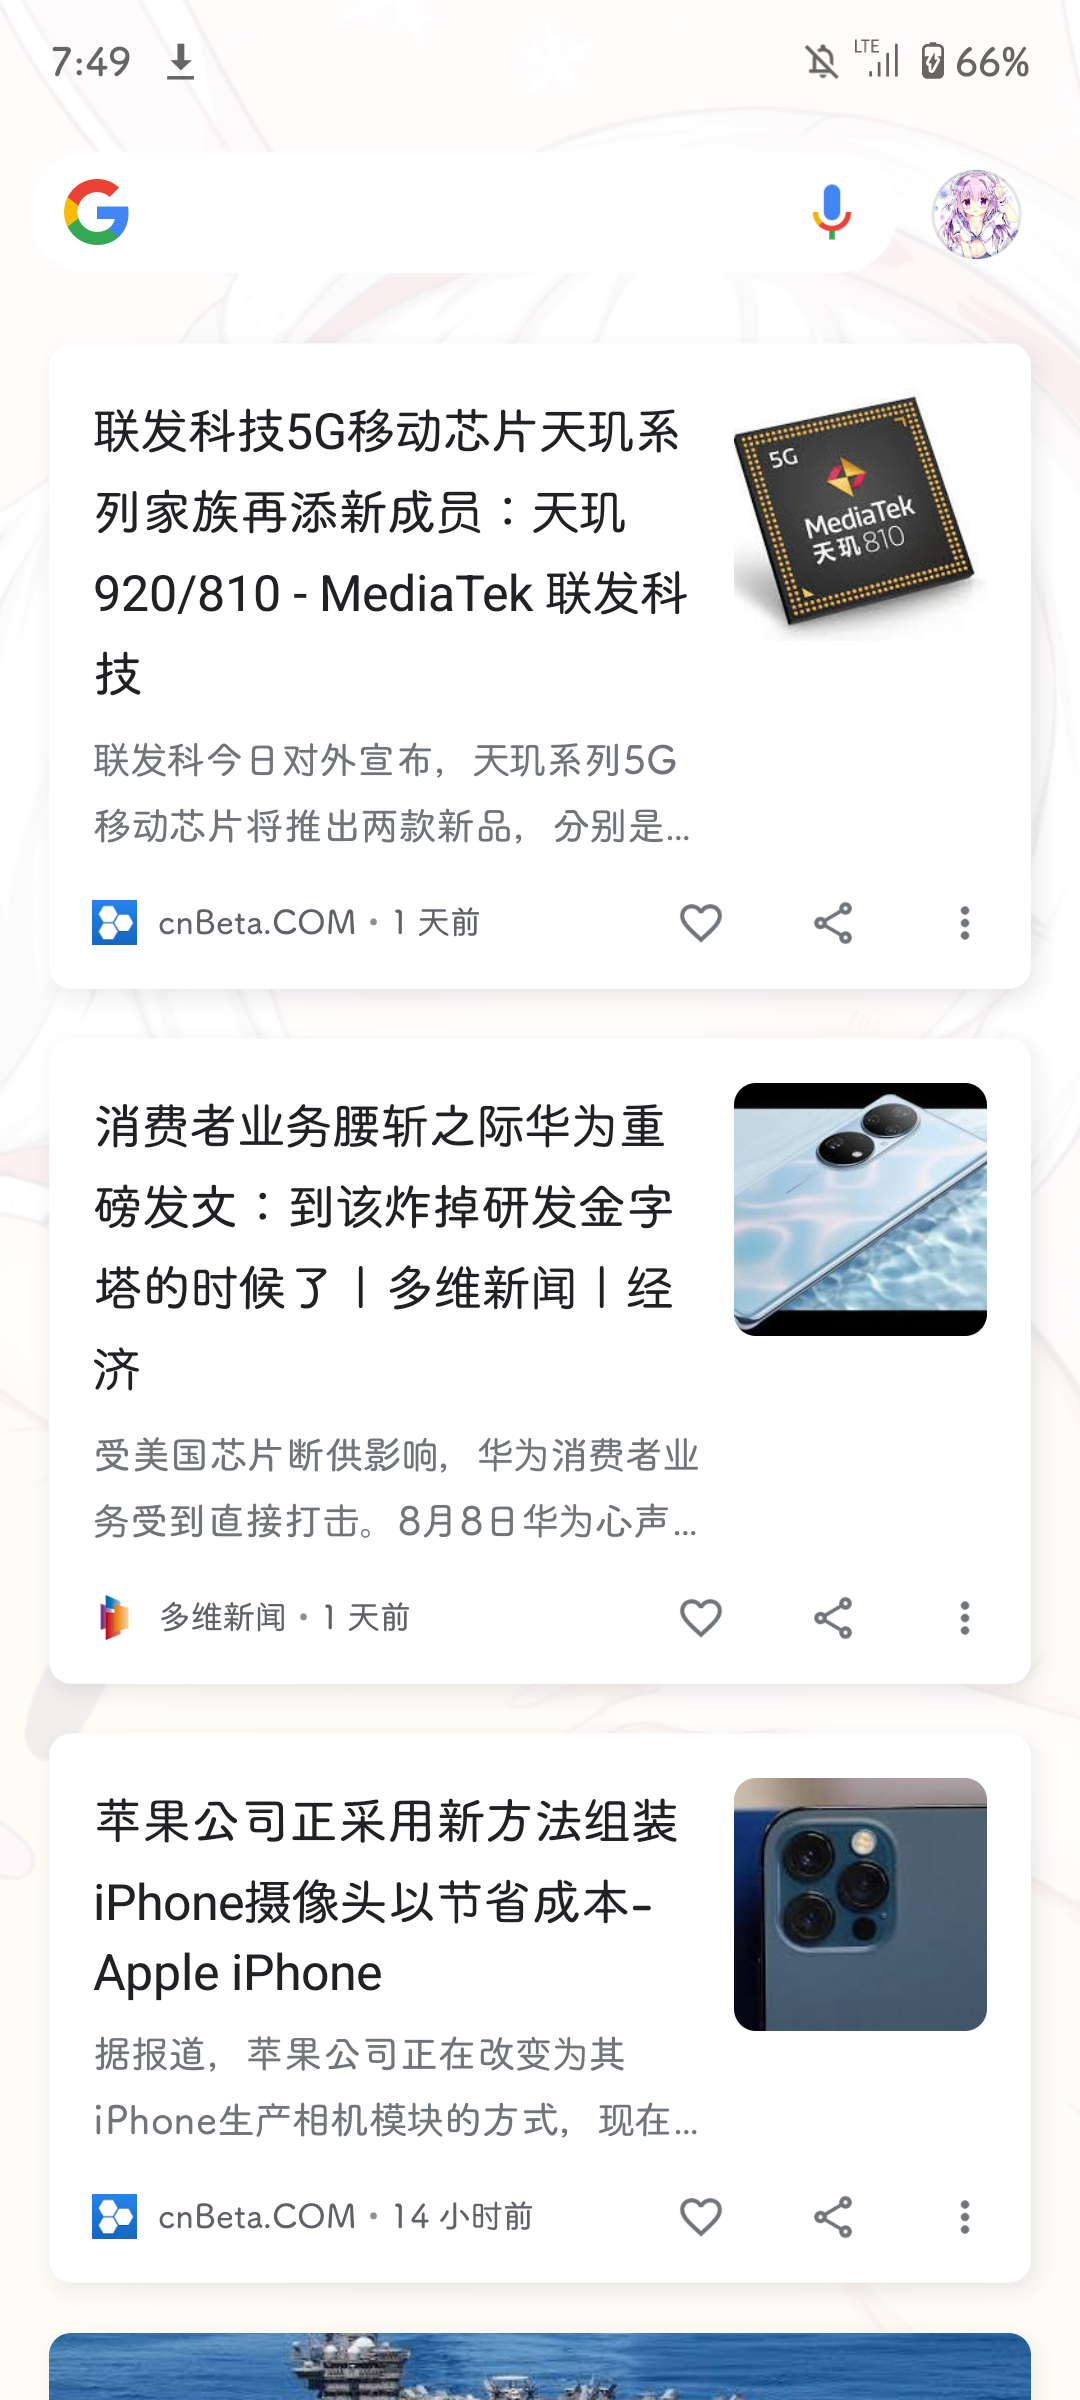 7:49
LTE
66%
联发科技5G移动芯片天玑系
列家族再添新成员：天玑
920/810 - MediaTek 联发科
技
5G
MediaTek
天玑810
联发科今日对外宣布，天玑系列5G
移动芯片将推出两款新品，分别是...
cnBeta.COM • 1 天前
消费者业务腰斩之际华为重
磅发文：到该炸掉研发金字
塔的时候了丨多维新闻丨经
济
受美国芯片断供影响，华为消费者业
务受到直接打击。8月8日华为心声...
多维新闻 • 1 天前
苹果公司正采用新方法组装
iPhone摄像头以节省成本-
Apple iPhone
据报道，苹果公司正在改变为其
iPhone生产相机模块的方式，现在...
cnBeta.COM • 14 小时前